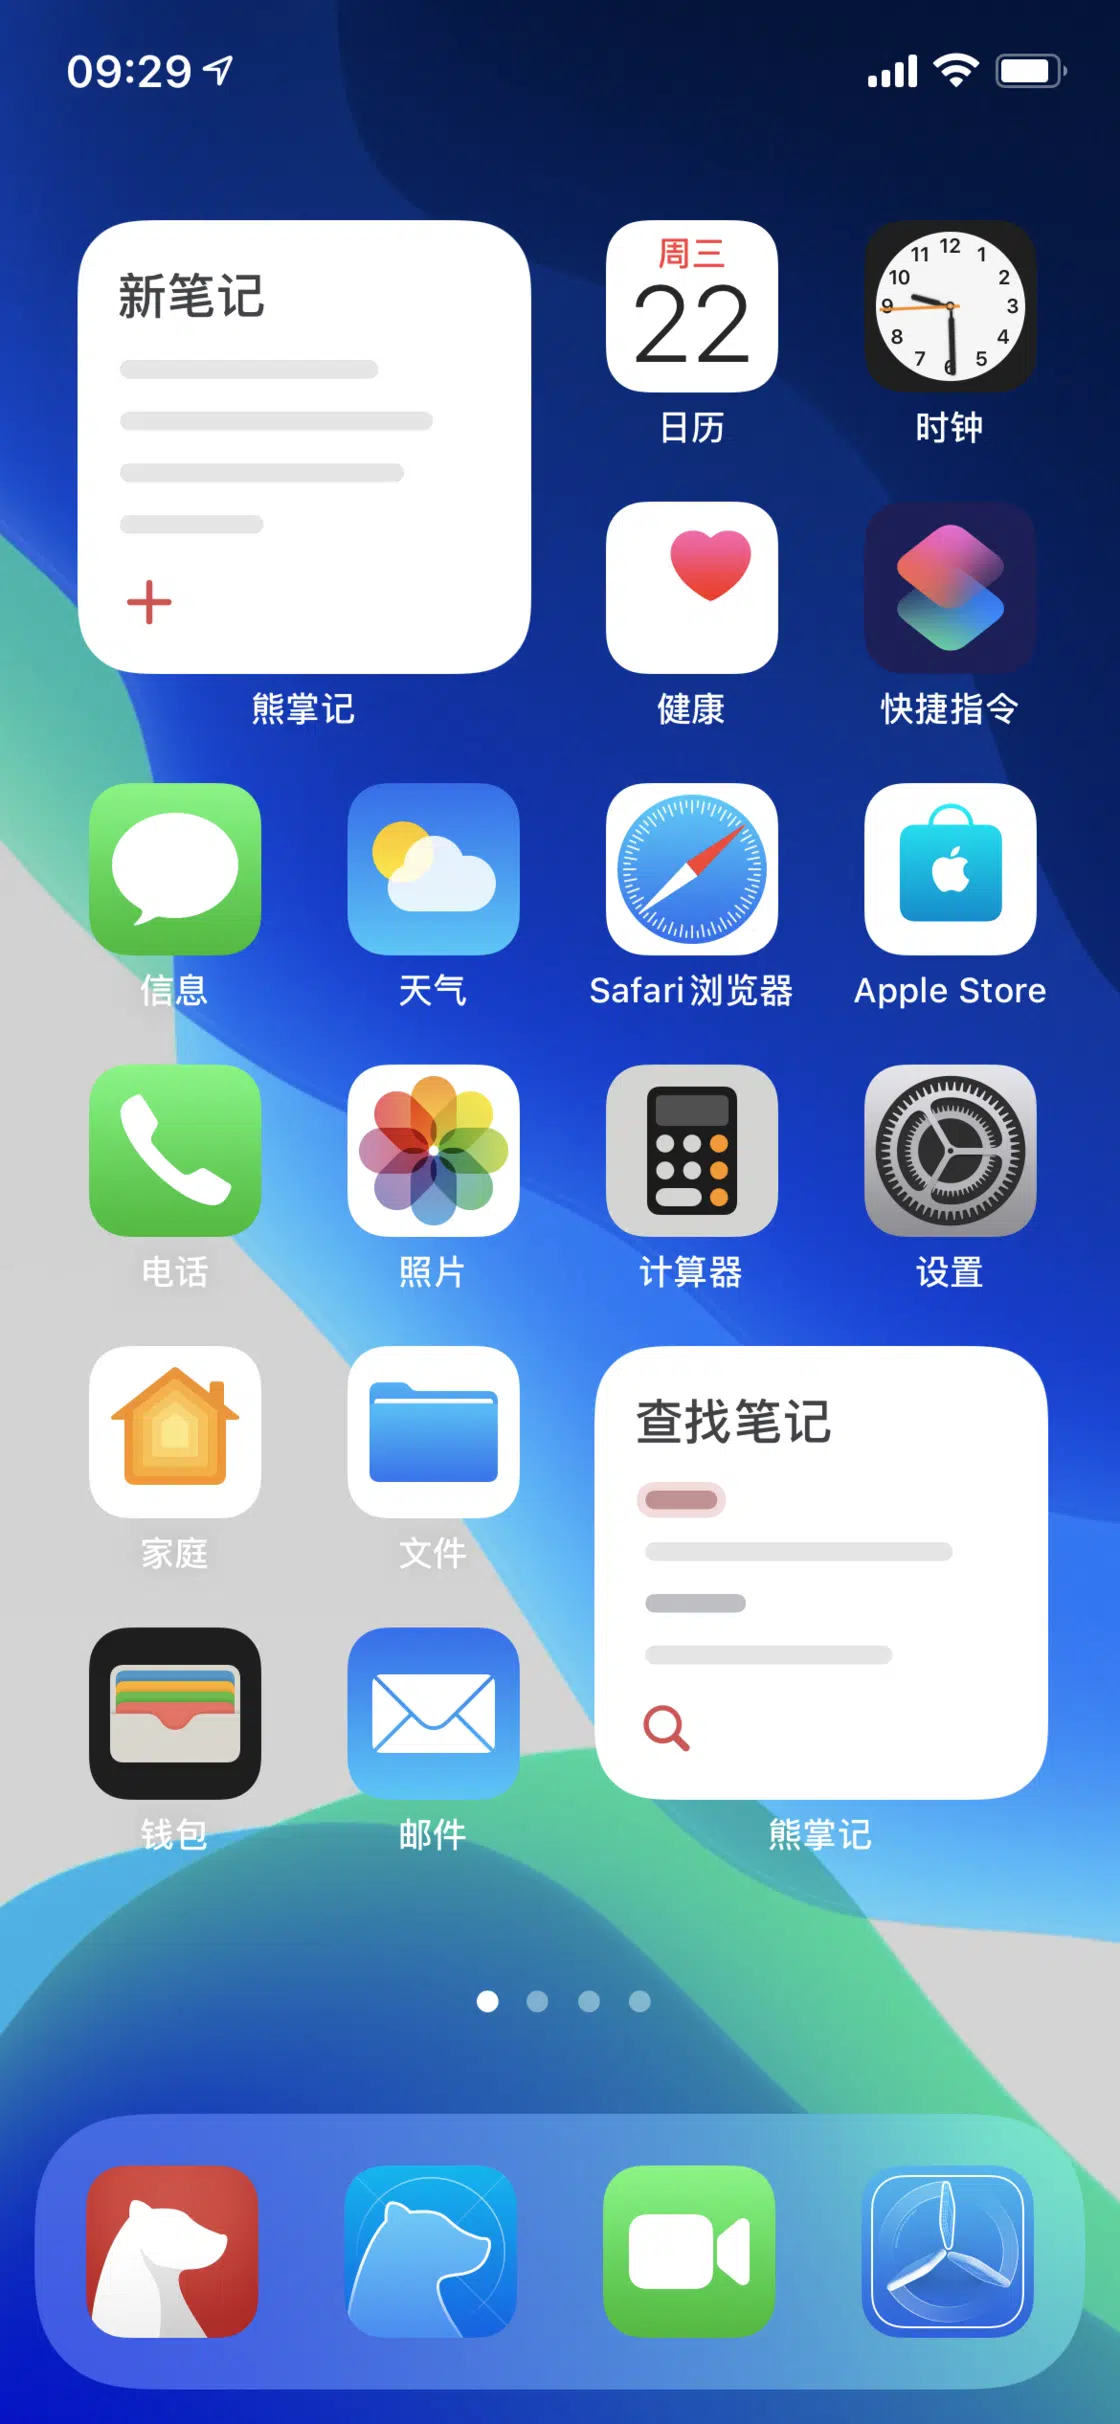 09:29
新笔记
熊掌记
周三
22
日历
12
1
2
3
4
5
6
7
8
9
10
11
时钟
健康
快捷指令
信息
天气
Safari浏览器
Apple Store
电话
照片
计算器
设置
家庭
文件
查找笔记
熊掌记
钱包
邮件